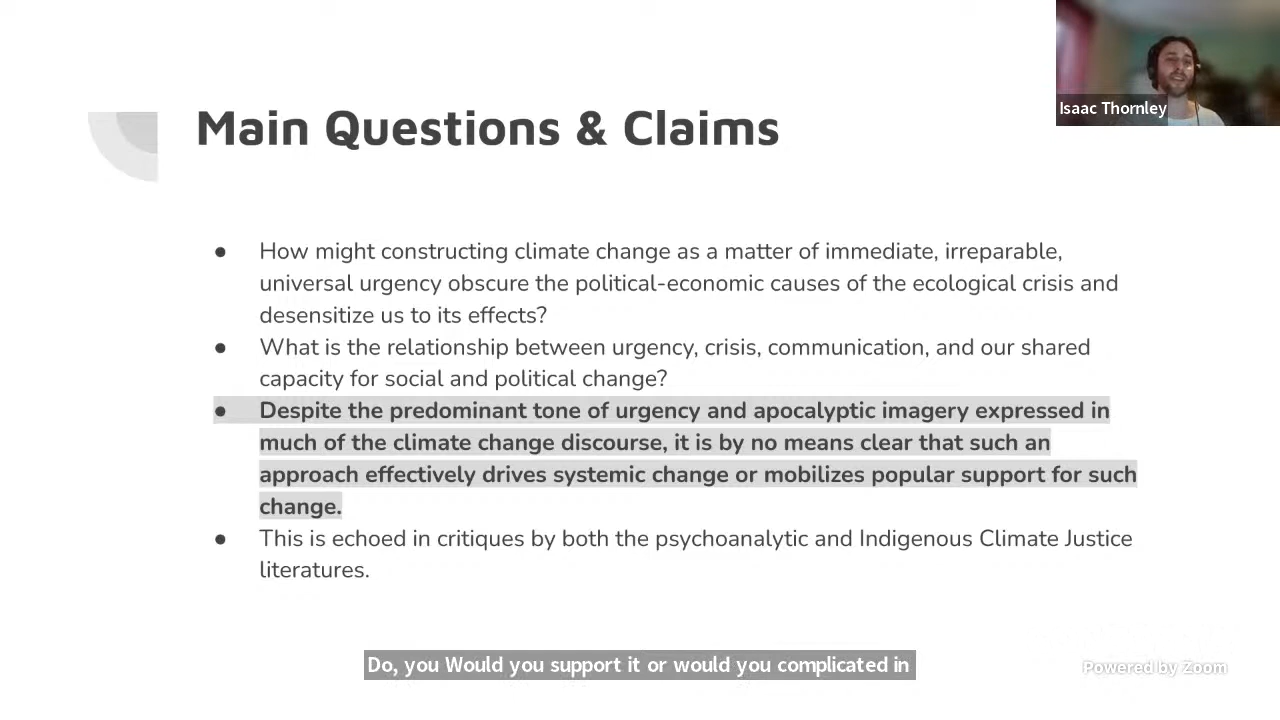 Isaac Thornley
Main Questions & Claims
● How might constructing climate change as a matter of immediate, irreparable,
universal urgency obscure the political-economic causes of the ecological crisis and
desensitize us to its effects?
● What is the relationship between urgency, crisis, communication, and our shared
capacity for social and political change?
● Despite the predominant tone of urgency and apocalyptic imagery expressed in
much of the climate change discourse, it is by no means clear that such an
approach effectively drives systemic change or mobilizes popular support for such
change.
● This is echoed in critiques by both the psychoanalytic and Indigenous Climate Justice
literatures.
Do, you Would you support it or would you complicated in
Powered by Zoom